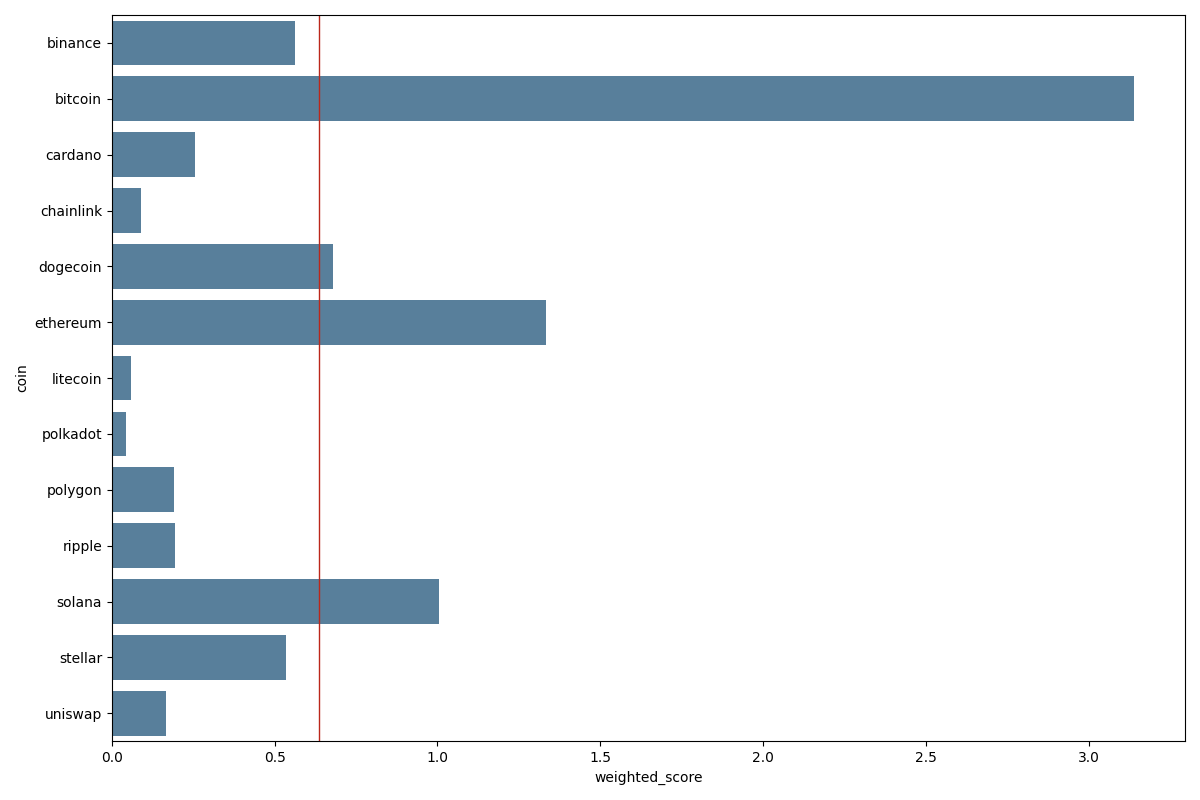 binance
bitcoin
cardano
chainlink
dogecoin
ethereum
litecoin
polkadot
polygon
ripple
solana
stellar
uniswap
coin
0.0 0.5 1.0 1.5 2.0 2.5 3.0
weighted_score